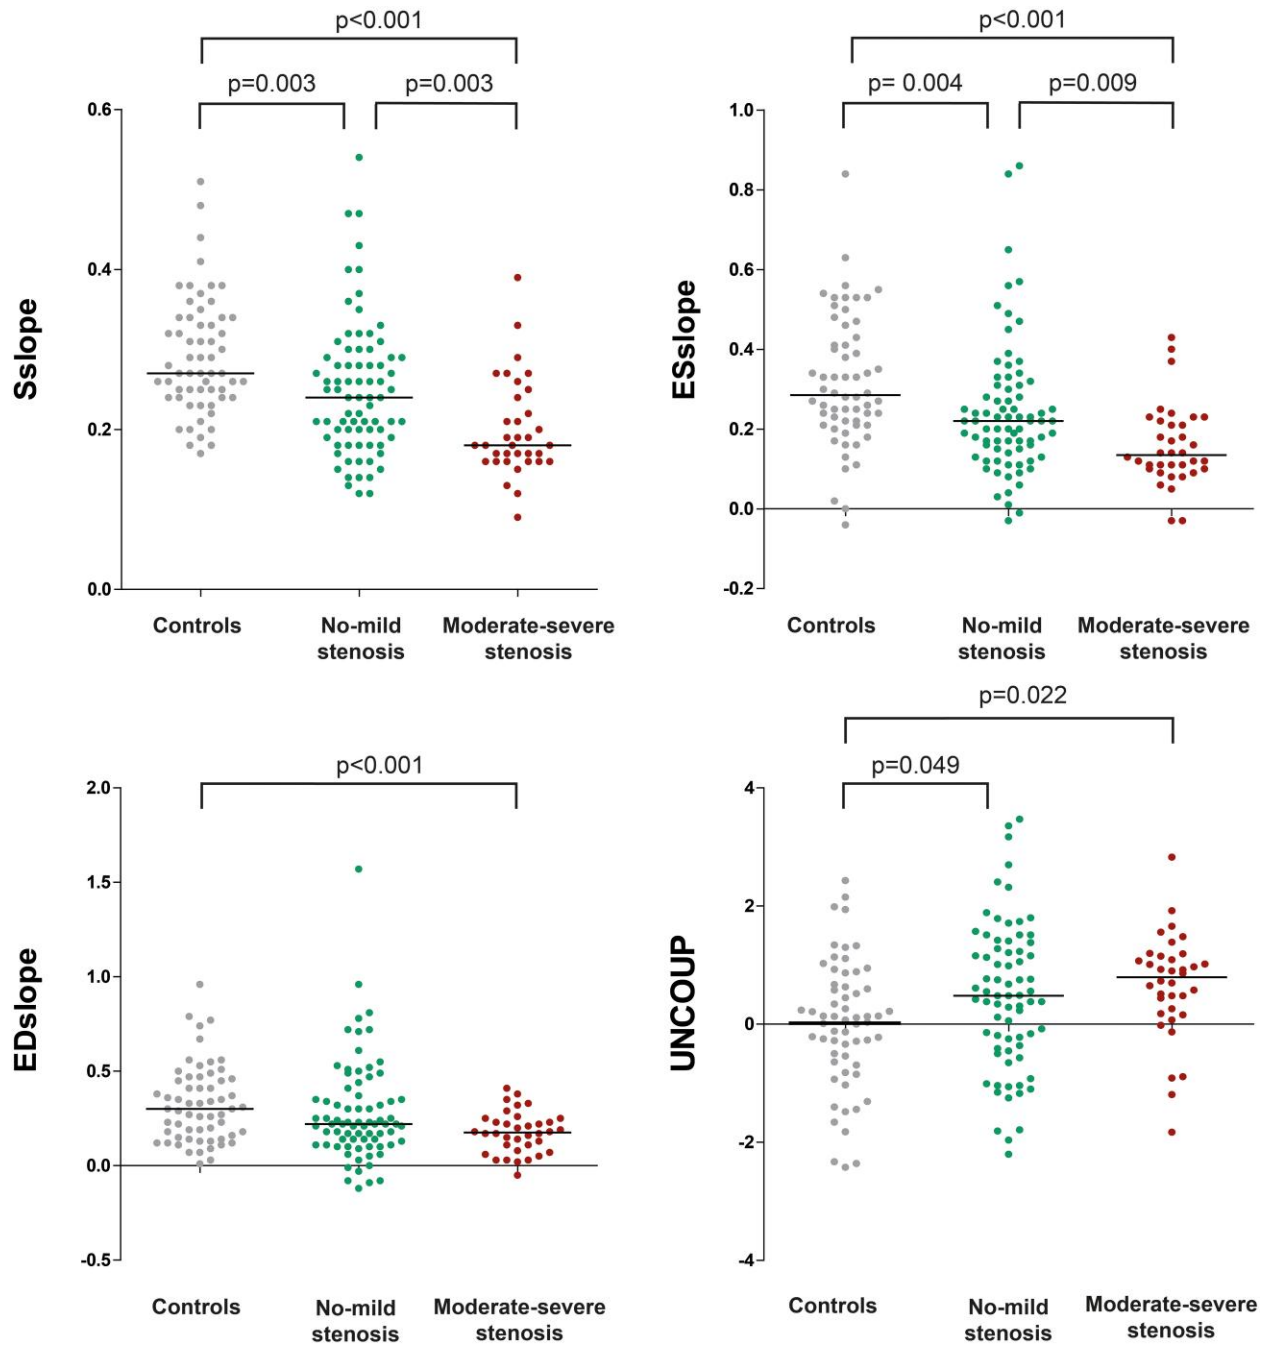 p<0.001
p=0.003
p=0.003
0.6
0.4
0.2
0.0
Sslope
Controls
No-mild
stenosis
Moderate-severe
stenosis
p<0.001
p= 0.004
p=0.009
1.0
0.8
0.6
0.4
0.2
0.0
-0.2
ESslope
Controls
No-mild
stenosis
Moderate-severe
stenosis
p<0.001
2.0
1.5
1.0
0.5
0.0
-0.5
EDslope
Controls
No-mild
stenosis
Moderate-severe
stenosis
p=0.022
p=0.049
4
2
0
-2
-4
UNCOUP
Controls
No-mild
stenosis
Moderate-severe
stenosis